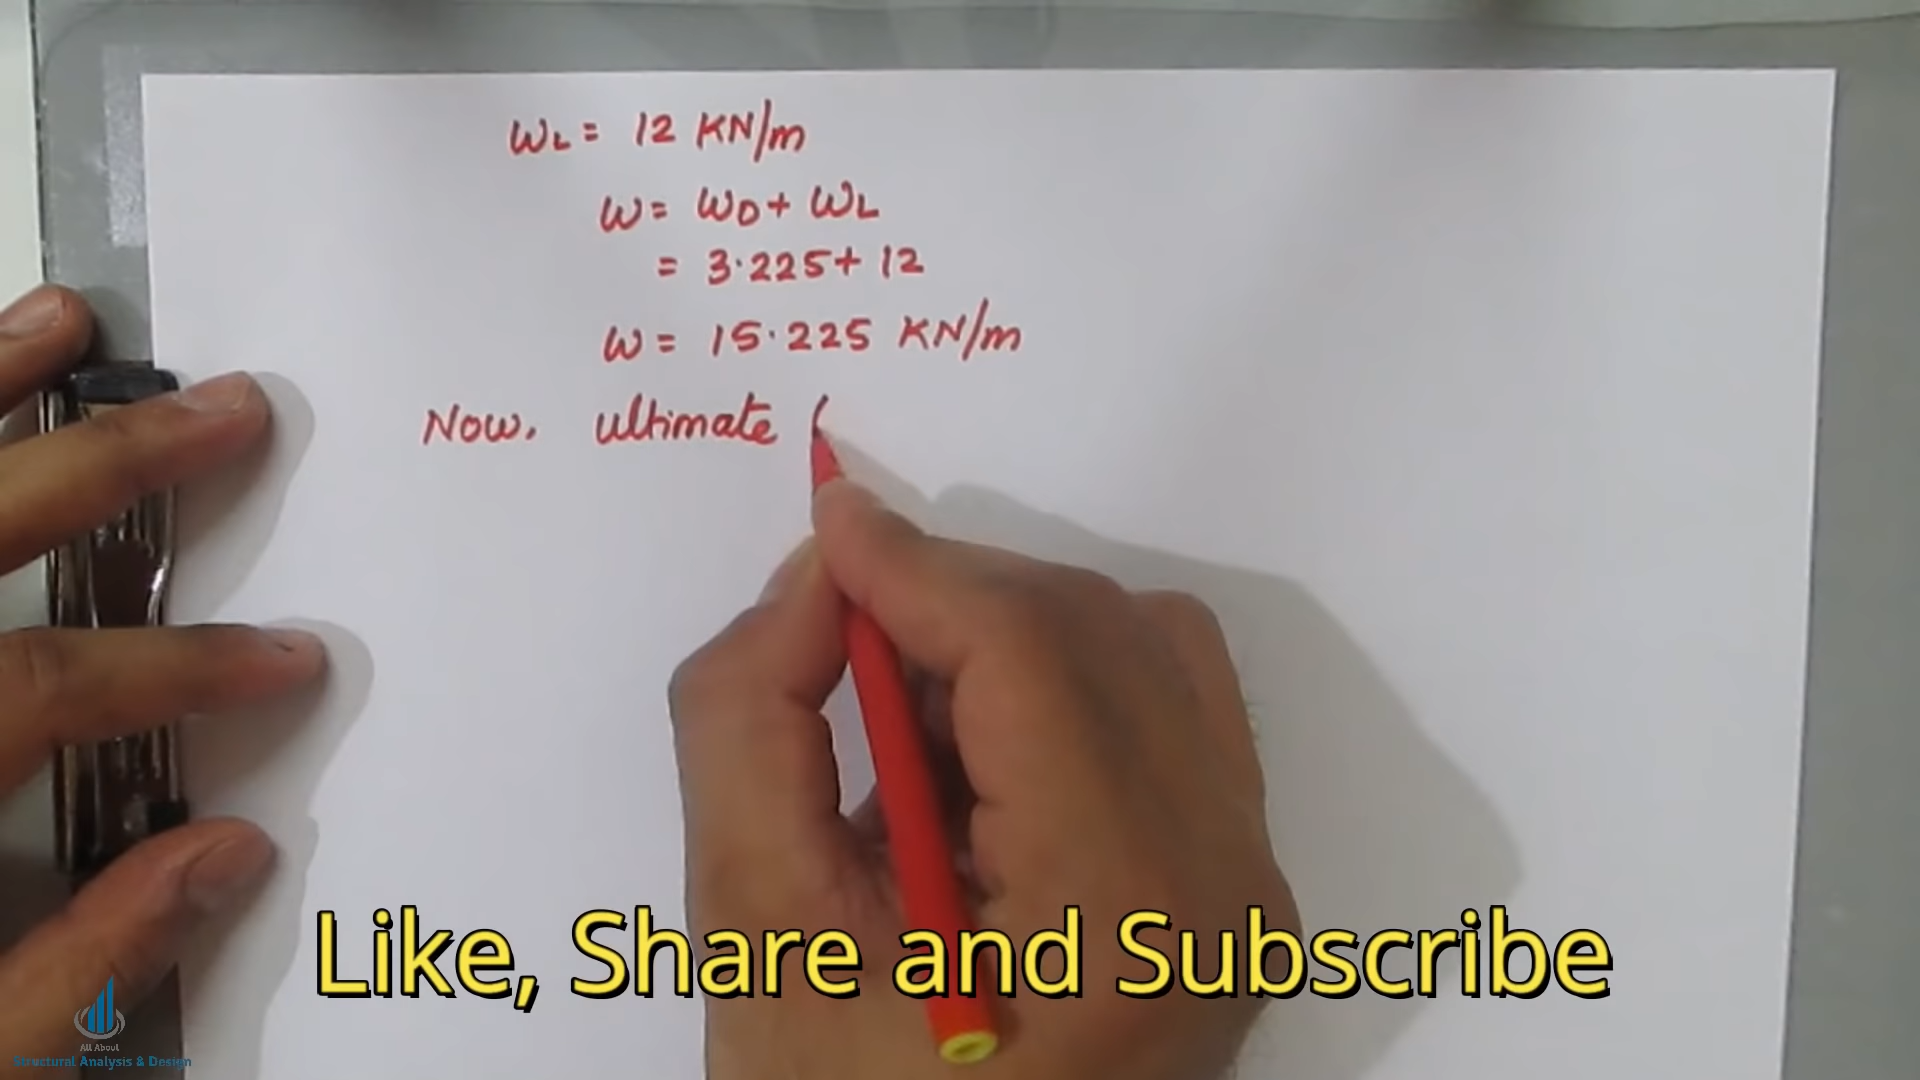 WL = 12 KN/m
W = WD + WL
= 3.225 + 12
W = 15.225 KN/m
Now, ultimate (
Like, Share and Subscribe
All About
Structural Analysis & Design